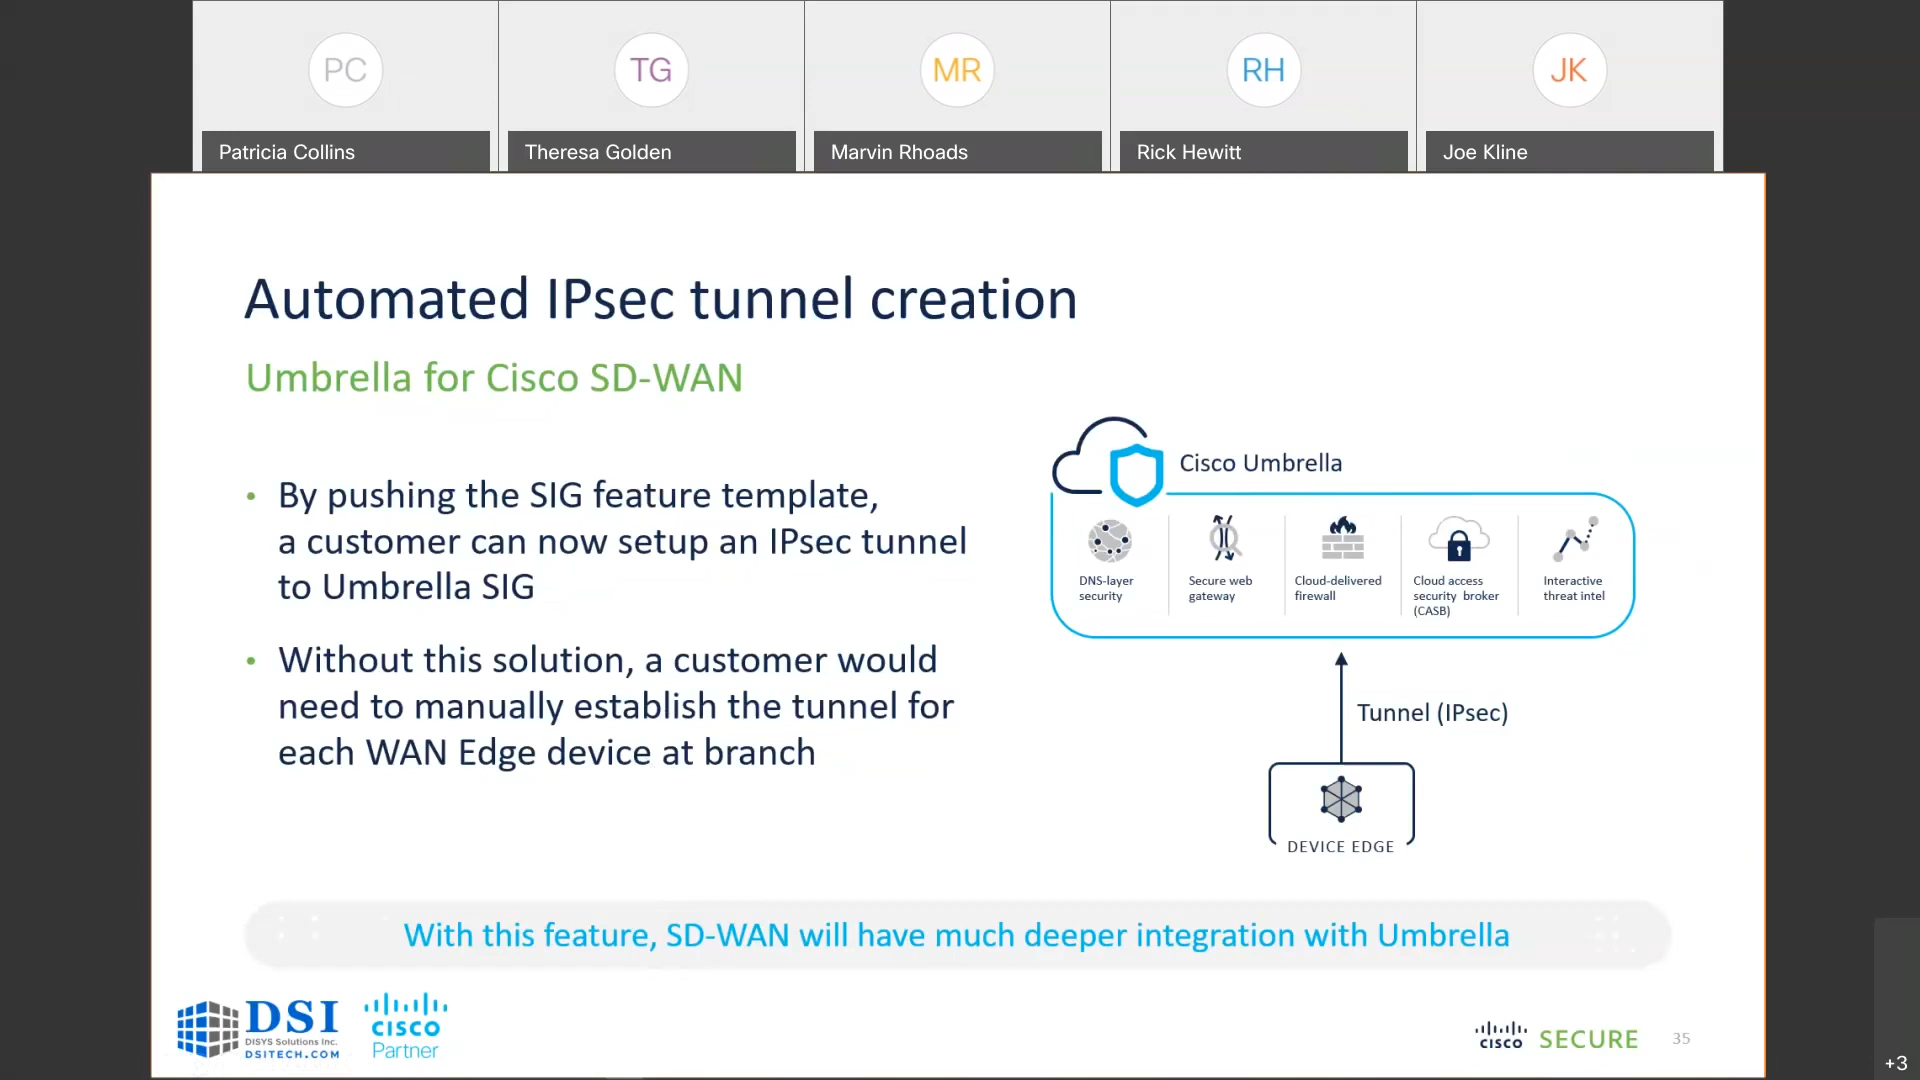 PC
TG
MR
RH
JK
Patricia Collins
Theresa Golden
Marvin Rhoads
Rick Hewitt
Joe Kline
Automated IPsec tunnel creation
Umbrella for Cisco SD-WAN
• By pushing the SIG feature template,
a customer can now setup an IPsec tunnel
to Umbrella SIG
• Without this solution, a customer would
need to manually establish the tunnel for
each WAN Edge device at branch
Cisco Umbrella
DNS-layer
security
Secure web
gateway
Cloud-delivered
firewall
Cloud access
security broker
(CASB)
Interactive
threat intel
Tunnel (IPsec)
DEVICE EDGE
With this feature, SD-WAN will have much deeper integration with Umbrella
DSI
DISYS Solutions Inc.
DSITECH.COM
CISCO
Partner
CISCO SECURE
35
+3